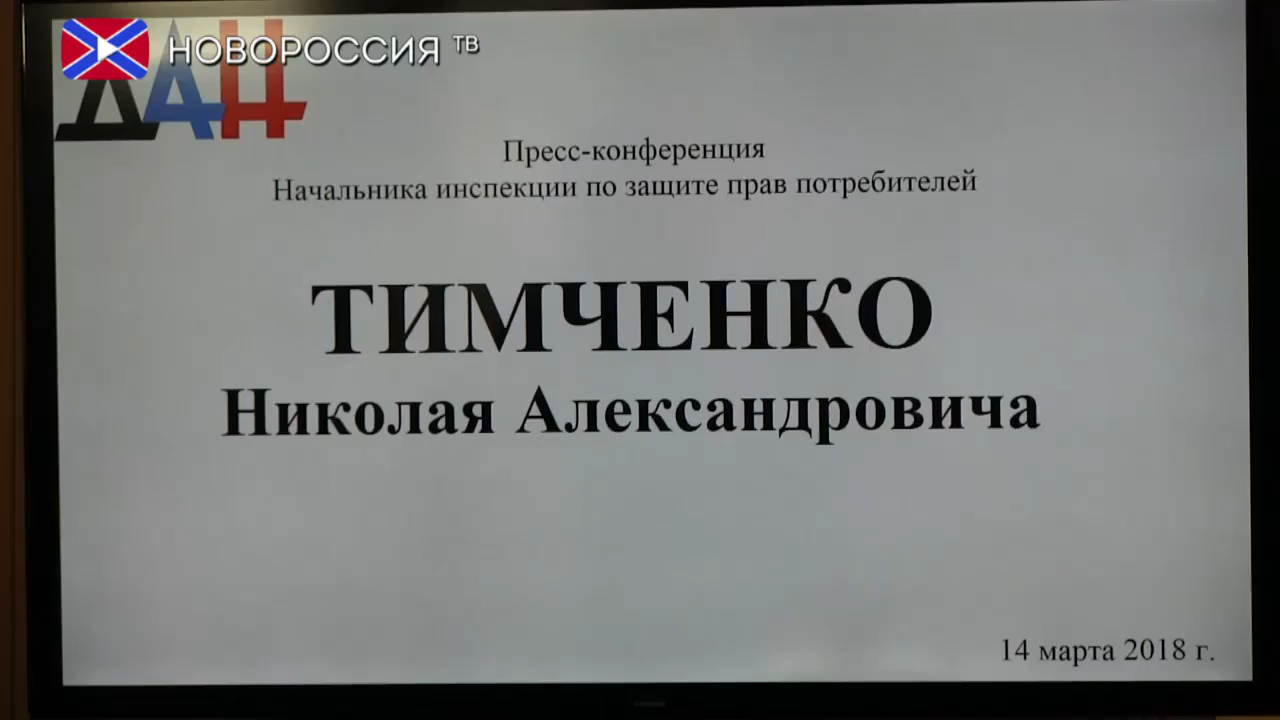 НОВОРОССИЯ ТВ
ДАН
Пресс-конференция
Начальника инспекции по защите прав потребителей
ТИМЧЕНКО
Николая Александровича
14 марта 2018 г.